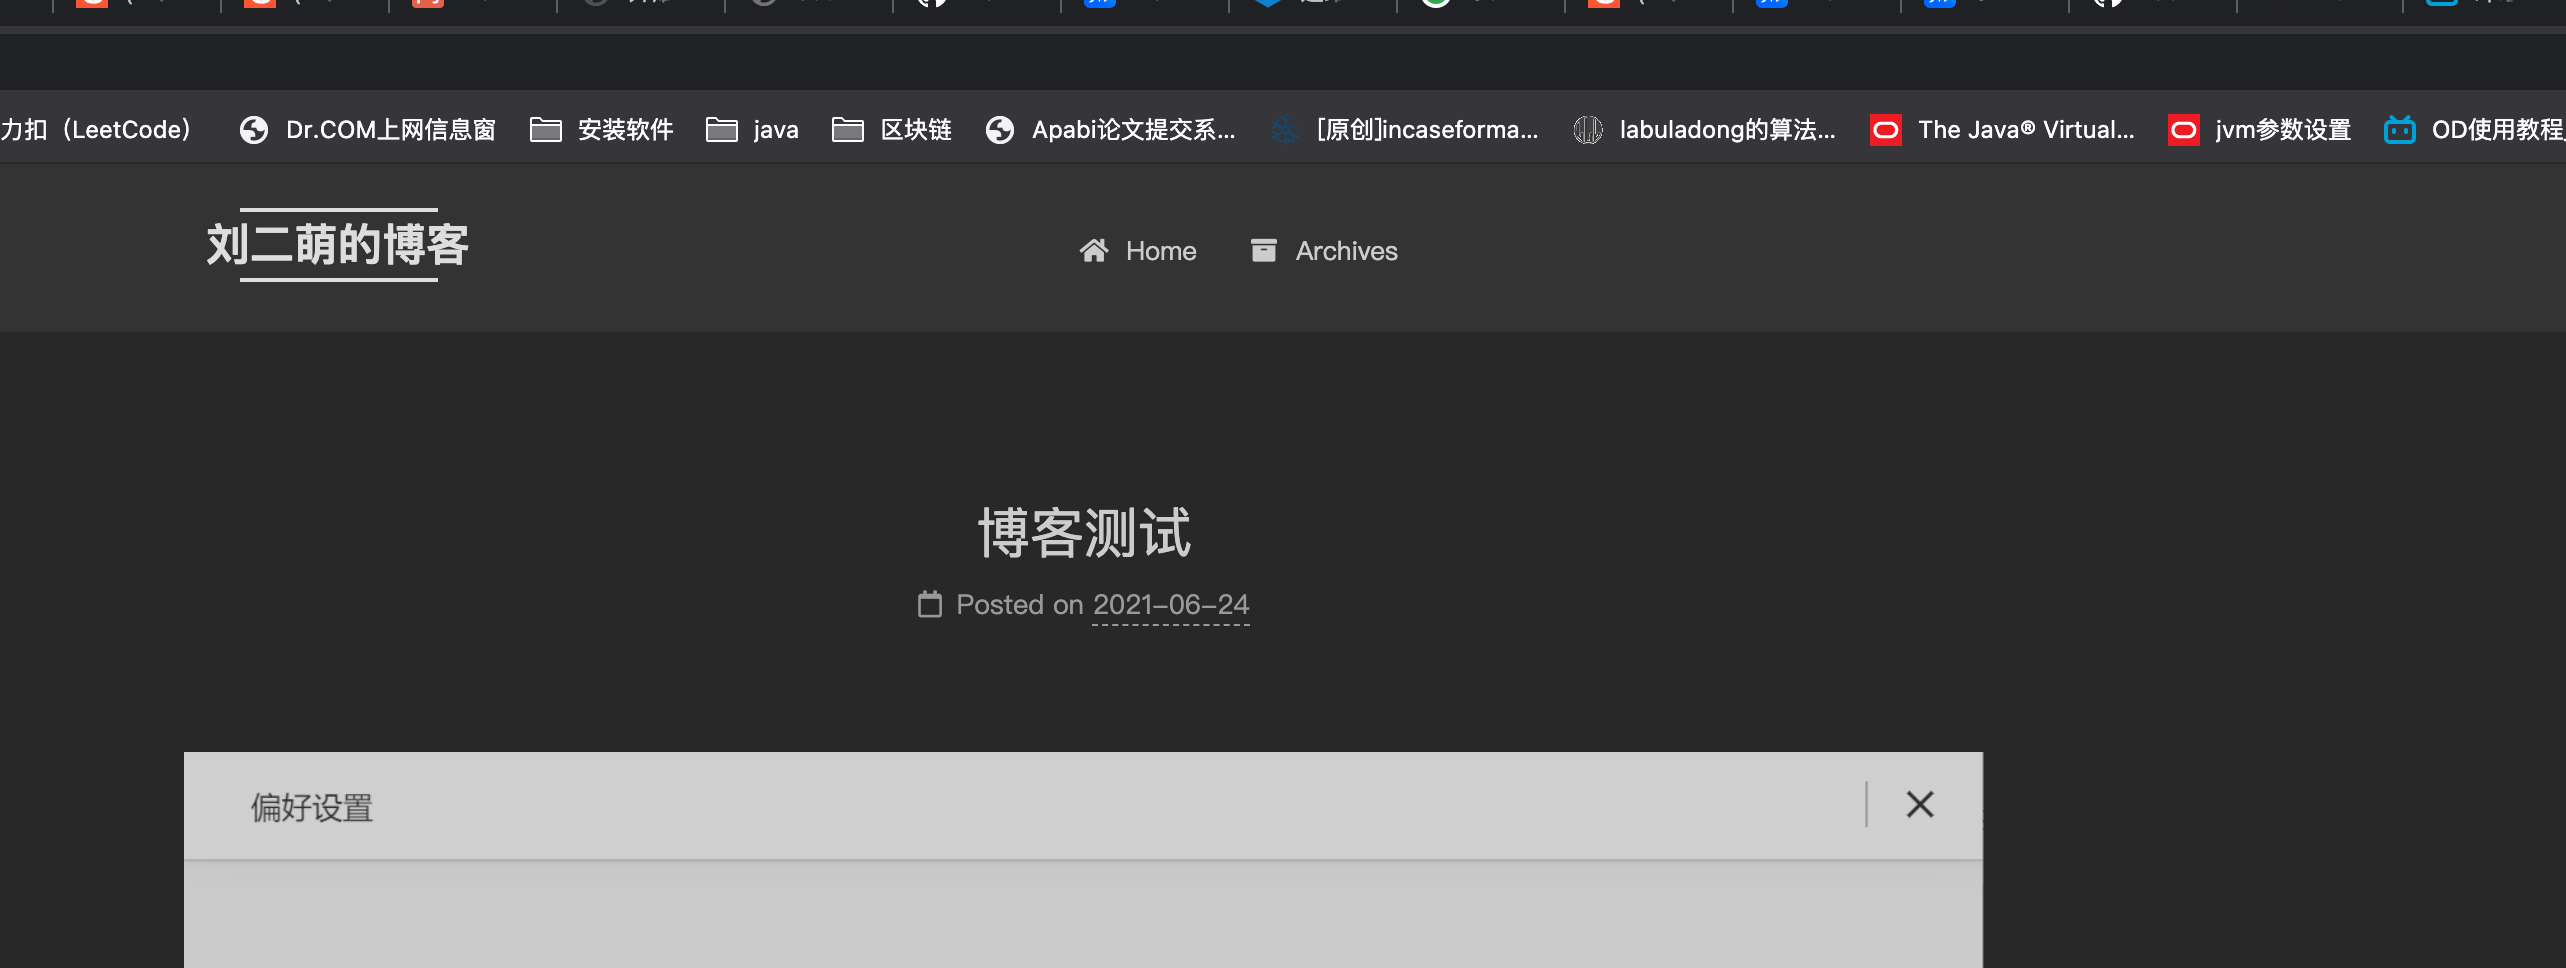 力扣（LeetCode） Dr.COM上网信息窗 安装软件 java 区块链 Apabi论文提交系... [原创]incaseforma... labuladong的算法... The Java® Virtual... jvm参数设置 OD使用教程
刘二萌的博客
Home Archives
博客测试
Posted on 2021-06-24
偏好设置